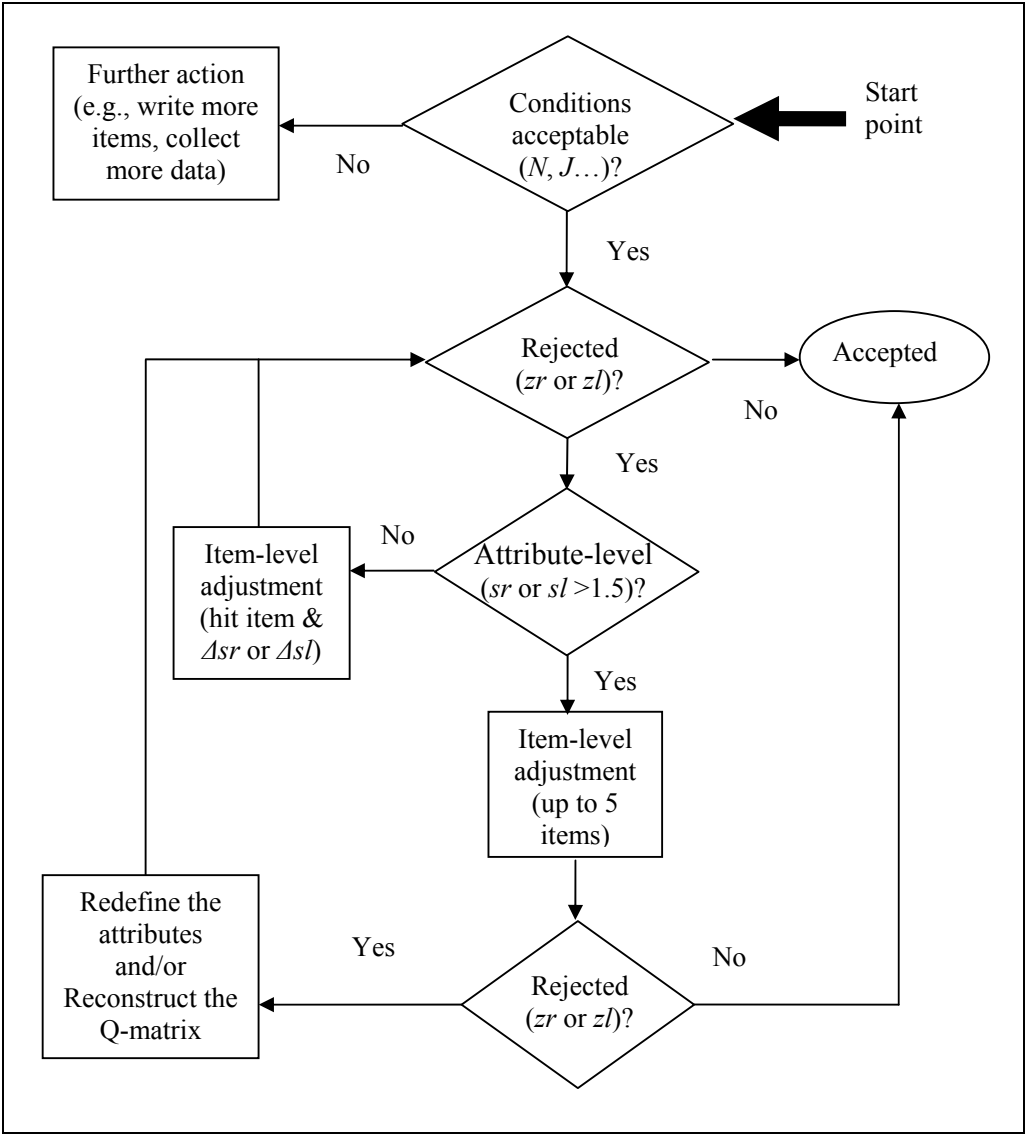 Further action
(e.g., write more
items, collect
more data)
No
Conditions
acceptable
(N, J…)?
Start
point
Yes
Rejected
(zr or zl)?
No
Accepted
Yes
Attribute-level
(sr or sl >1.5)?
No
Item-level
adjustment
(hit item &
Δsr or Δsl)
Yes
Item-level
adjustment
(up to 5
items)
Rejected
(zr or zl)?
Yes
No
Redefine the
attributes
and/or
Reconstruct the
Q-matrix